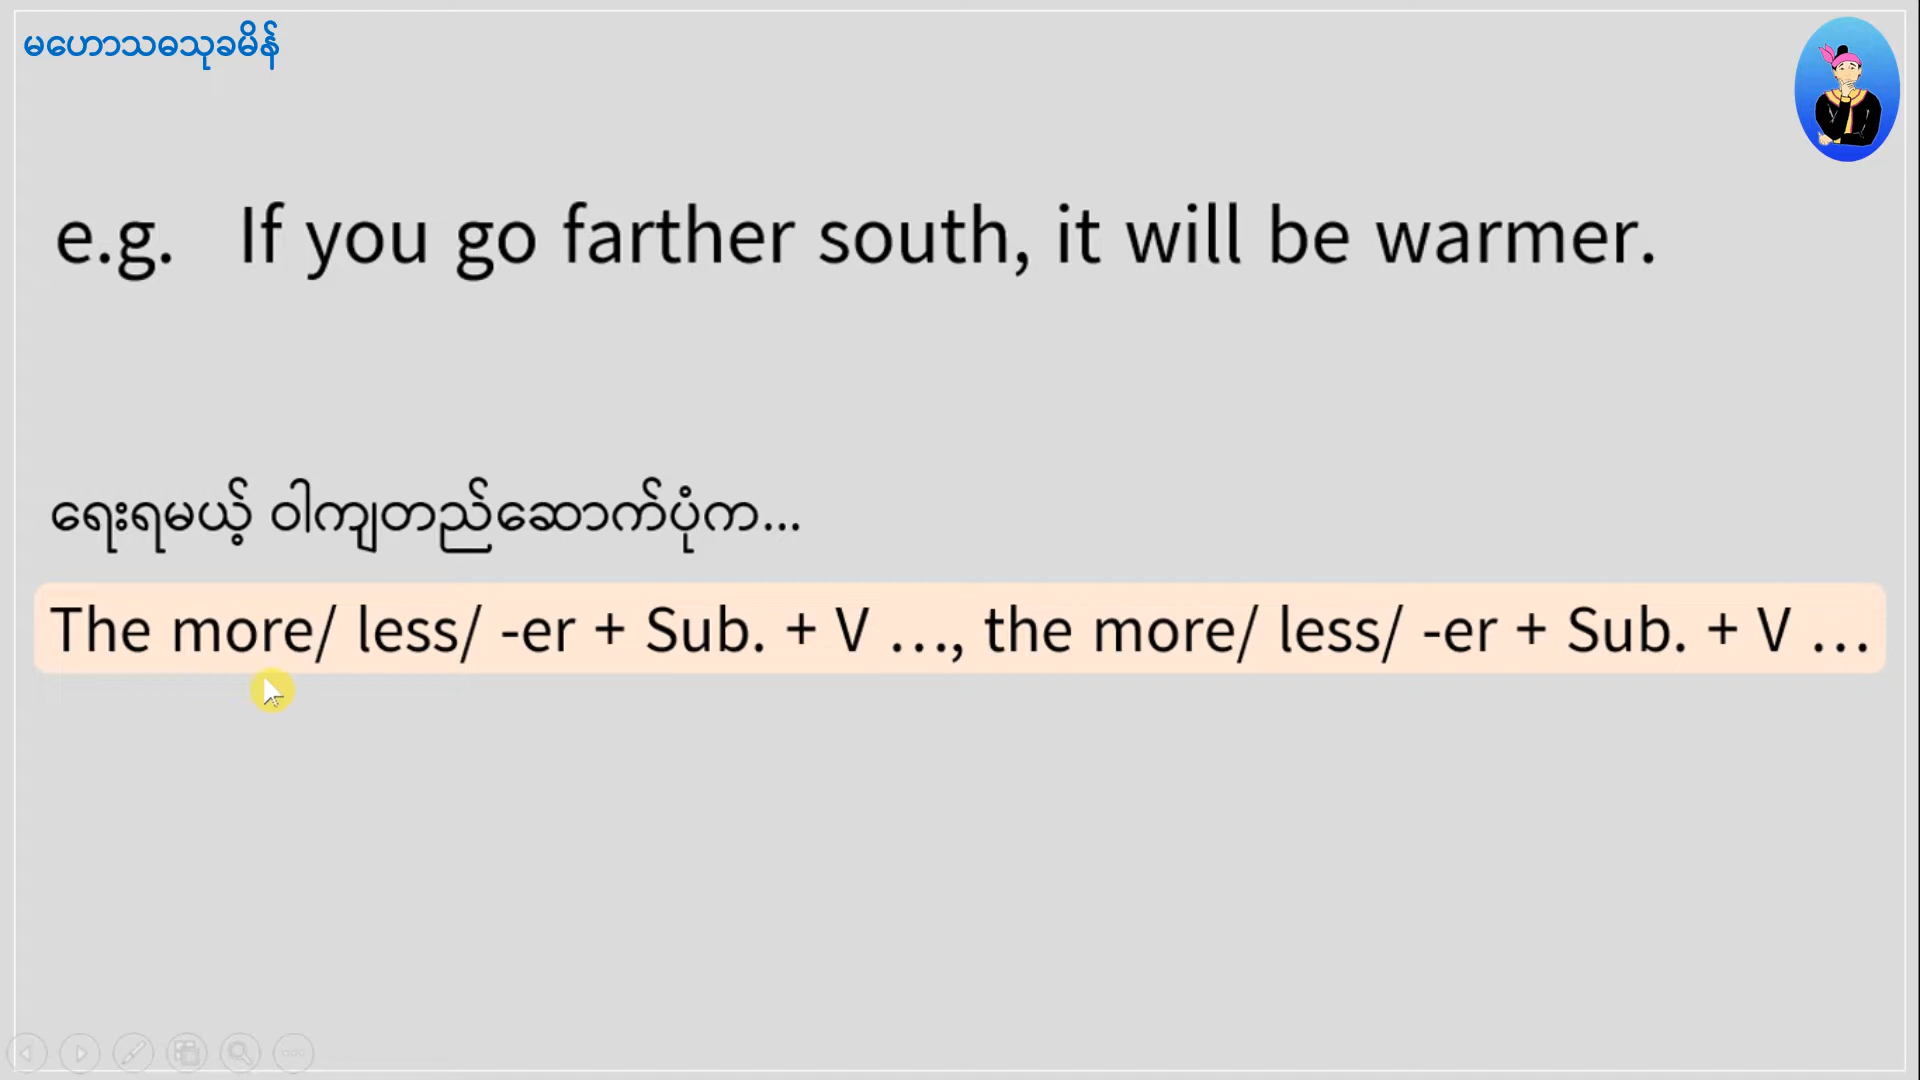 မဟောသဓသုခမိန်
e.g. If you go farther south, it will be warmer.
ရေးရမယ့် ဝါကျတည်ဆောက်ပုံက...
The more/ less/ -er + Sub. + V …, the more/ less/ -er + Sub. + V …